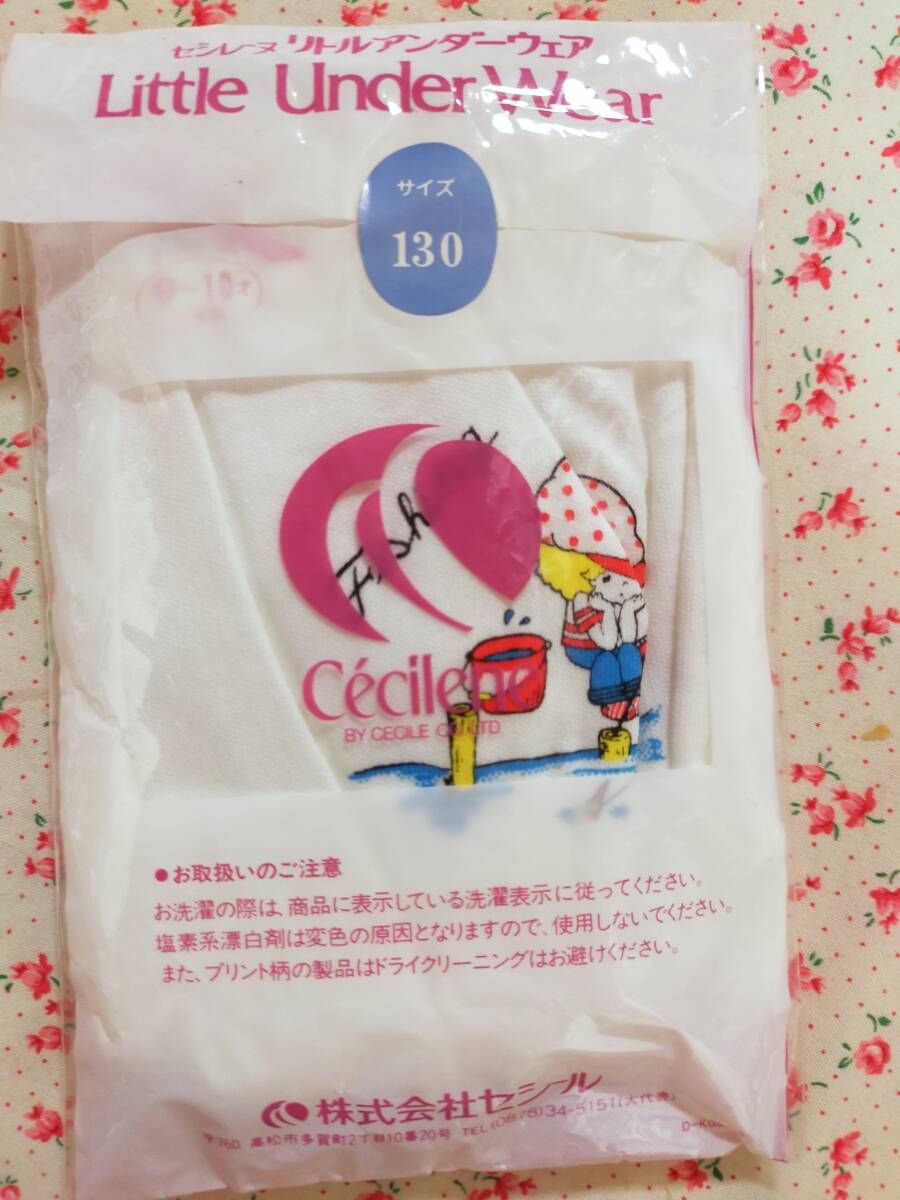 セシレーヌ リトルアンダーウェア
Little Under Wear
サイズ
130
10才
Fish
Cécilene
BY CECILE CO., LTD.
●お取扱いのご注意
お洗濯の際は、商品に表示している洗濯表示に従ってください。
塩素系漂白剤は変色の原因となりますので、使用しないでください。
また、プリント柄の製品はドライクリーニングはお避けください。
株式会社セシール
〒760 高松市多賀町2丁目10番20号 TEL(0878)34-5151(大代表)